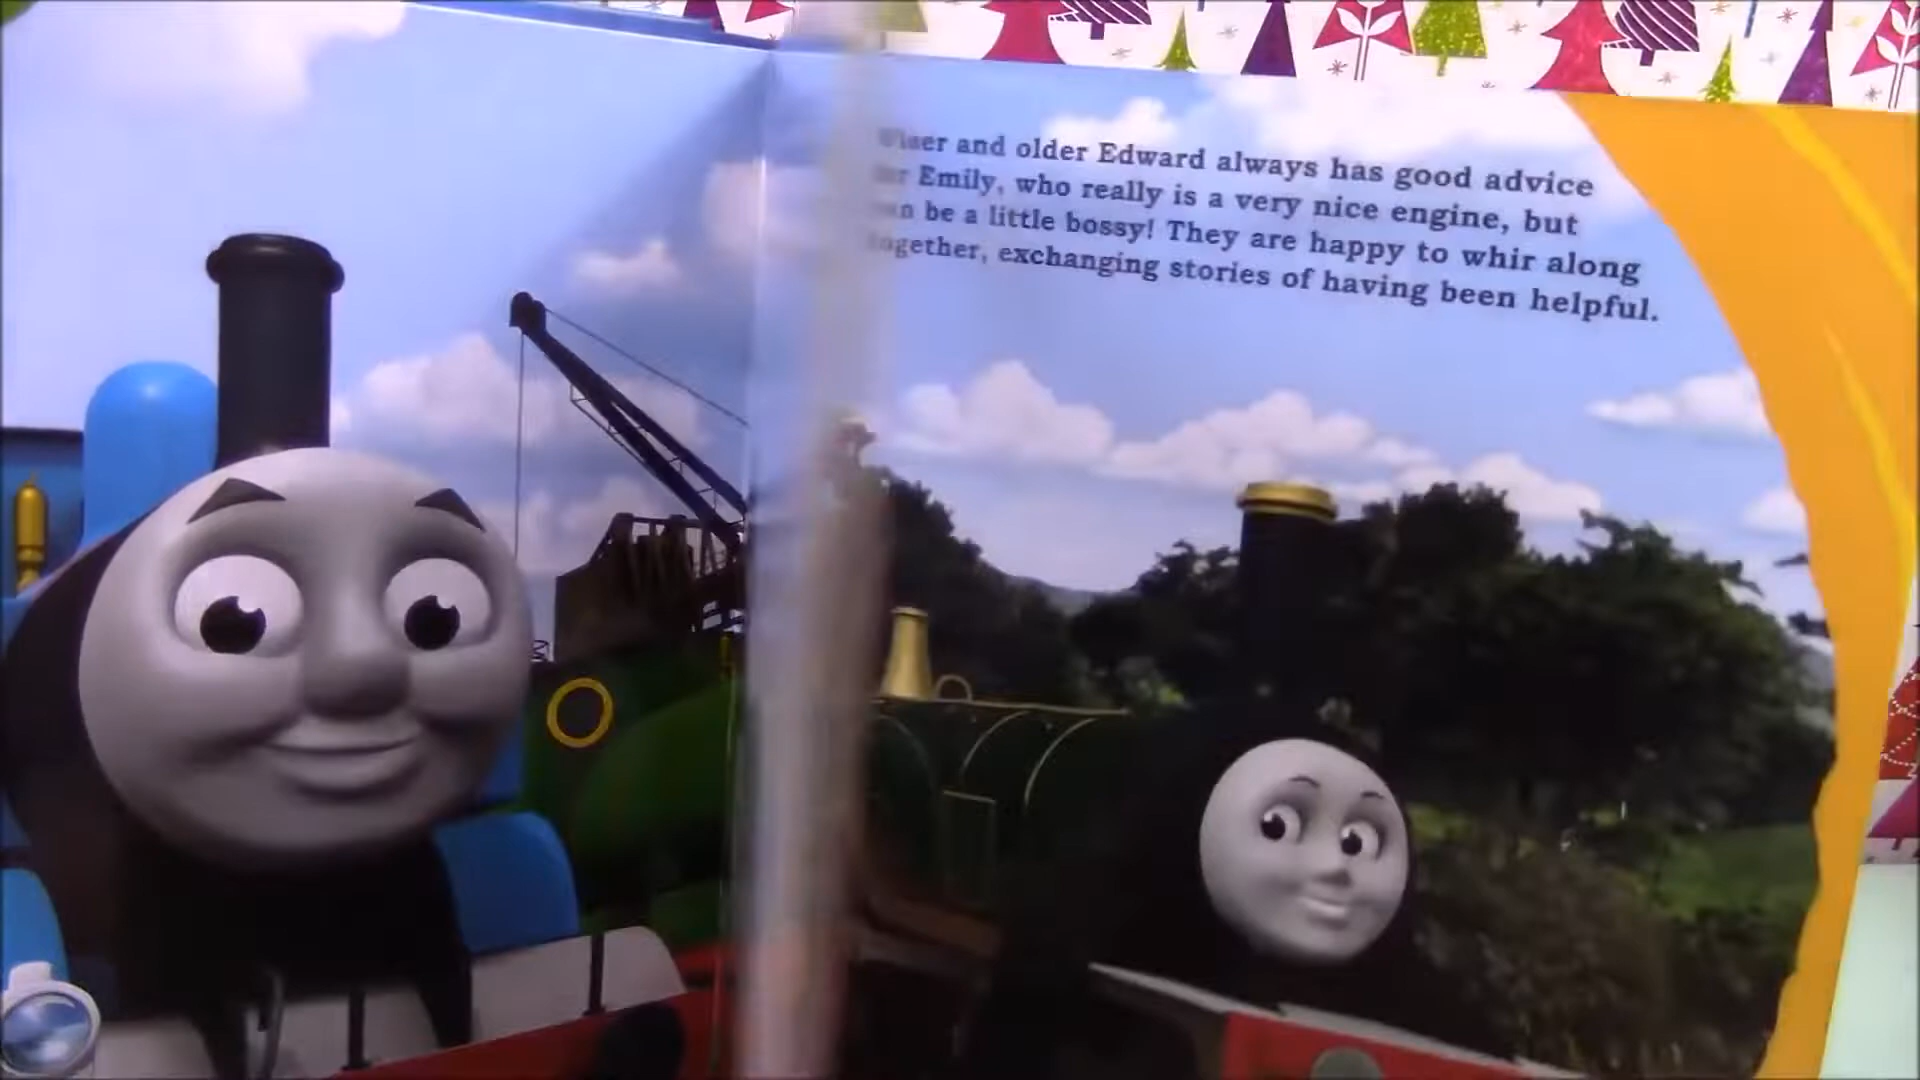 Wiser and older Edward always has good advice
Emily, who really is a very nice engine, but
be a little bossy! They are happy to whir along
together, exchanging stories of having been helpful.